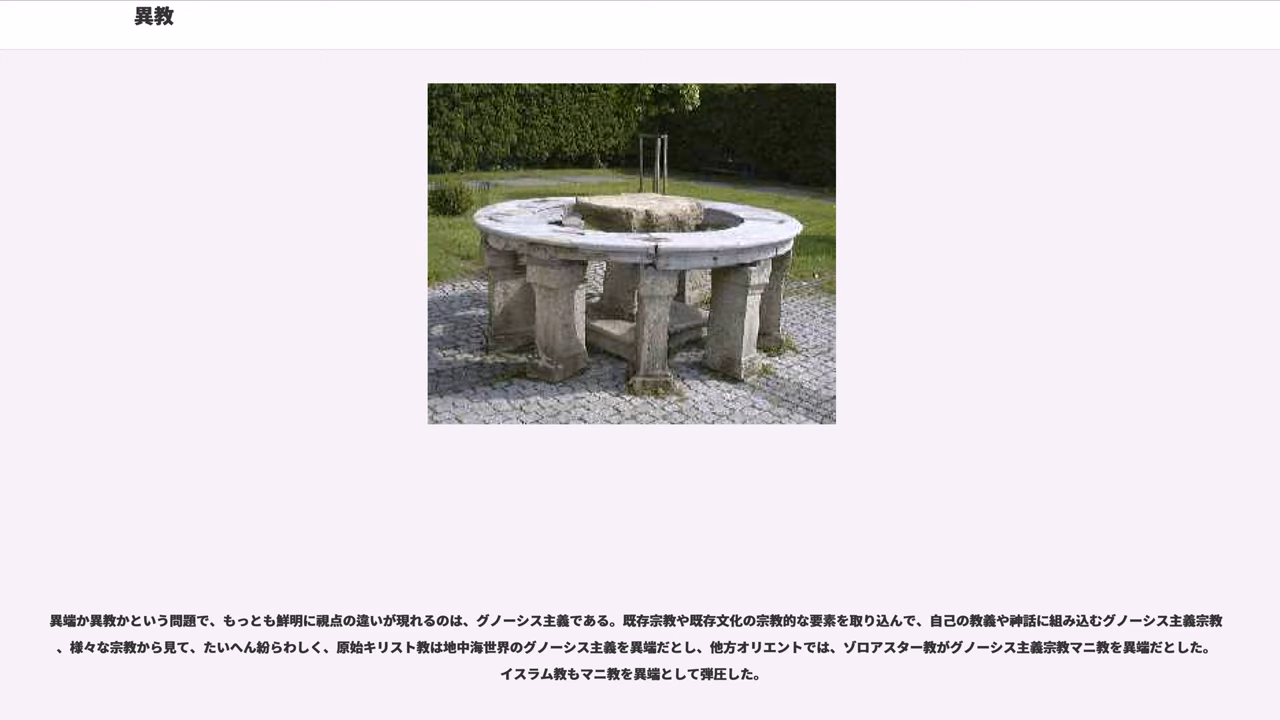 異教
異端か異教かという問題で、もっとも鮮明に視点の違いが現れるのは、グノーシス主義である。既存宗教や既存文化の宗教的な要素を取り込んで、自己の教義や神話に組み込むグノーシス主義宗教
、様々な宗教から見て、たいへん紛らわしく、原始キリスト教は地中海世界のグノーシス主義を異端だとし、他方オリエントでは、ゾロアスター教がグノーシス主義宗教マニ教を異端だとした。
イスラム教もマニ教を異端として弾圧した。